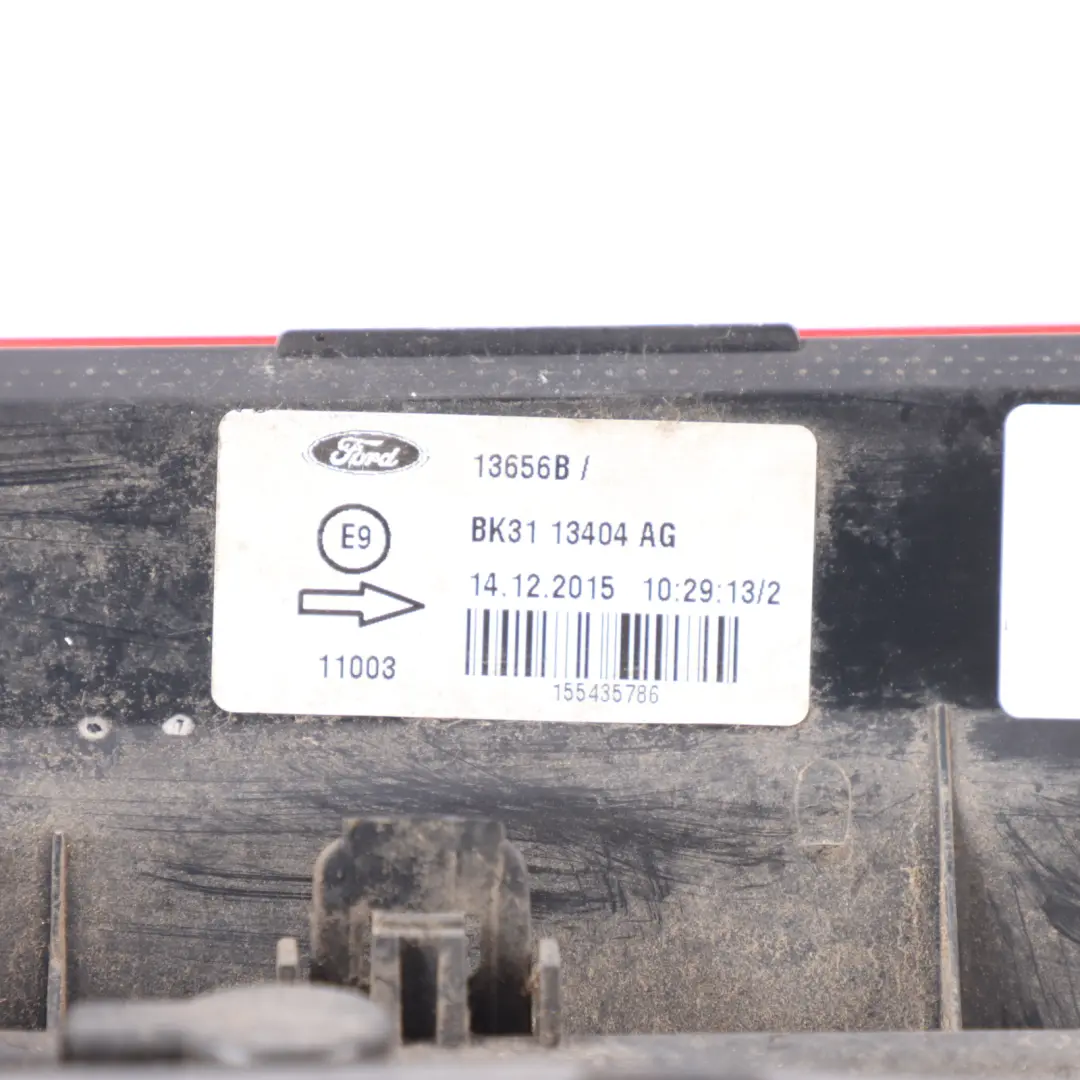 Ford
13656B /
E9
BK31 13404 AG
14.12.2015 10:29:13/2
11003
155435786